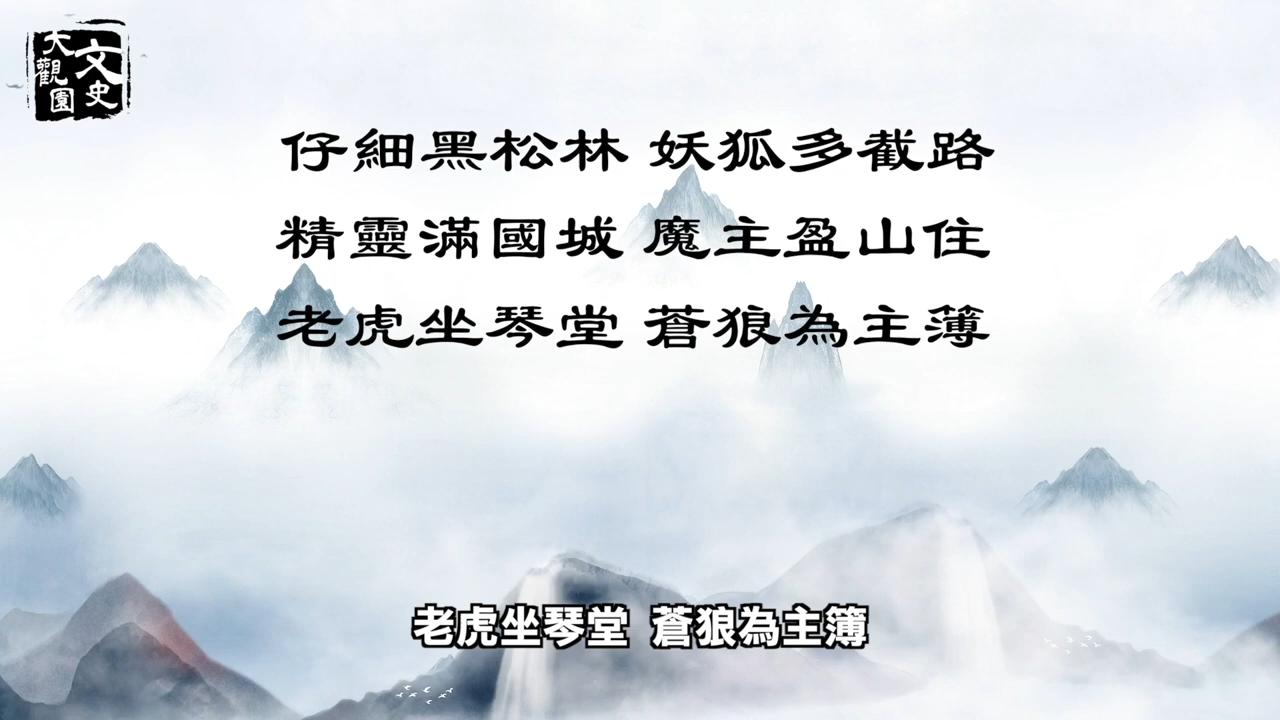 文史
大觀園
仔細黑松林 妖狐多截路
精靈滿國城 魔主盈山住
老虎坐琴堂 蒼狼為主簿
老虎坐琴堂 蒼狼為主簿